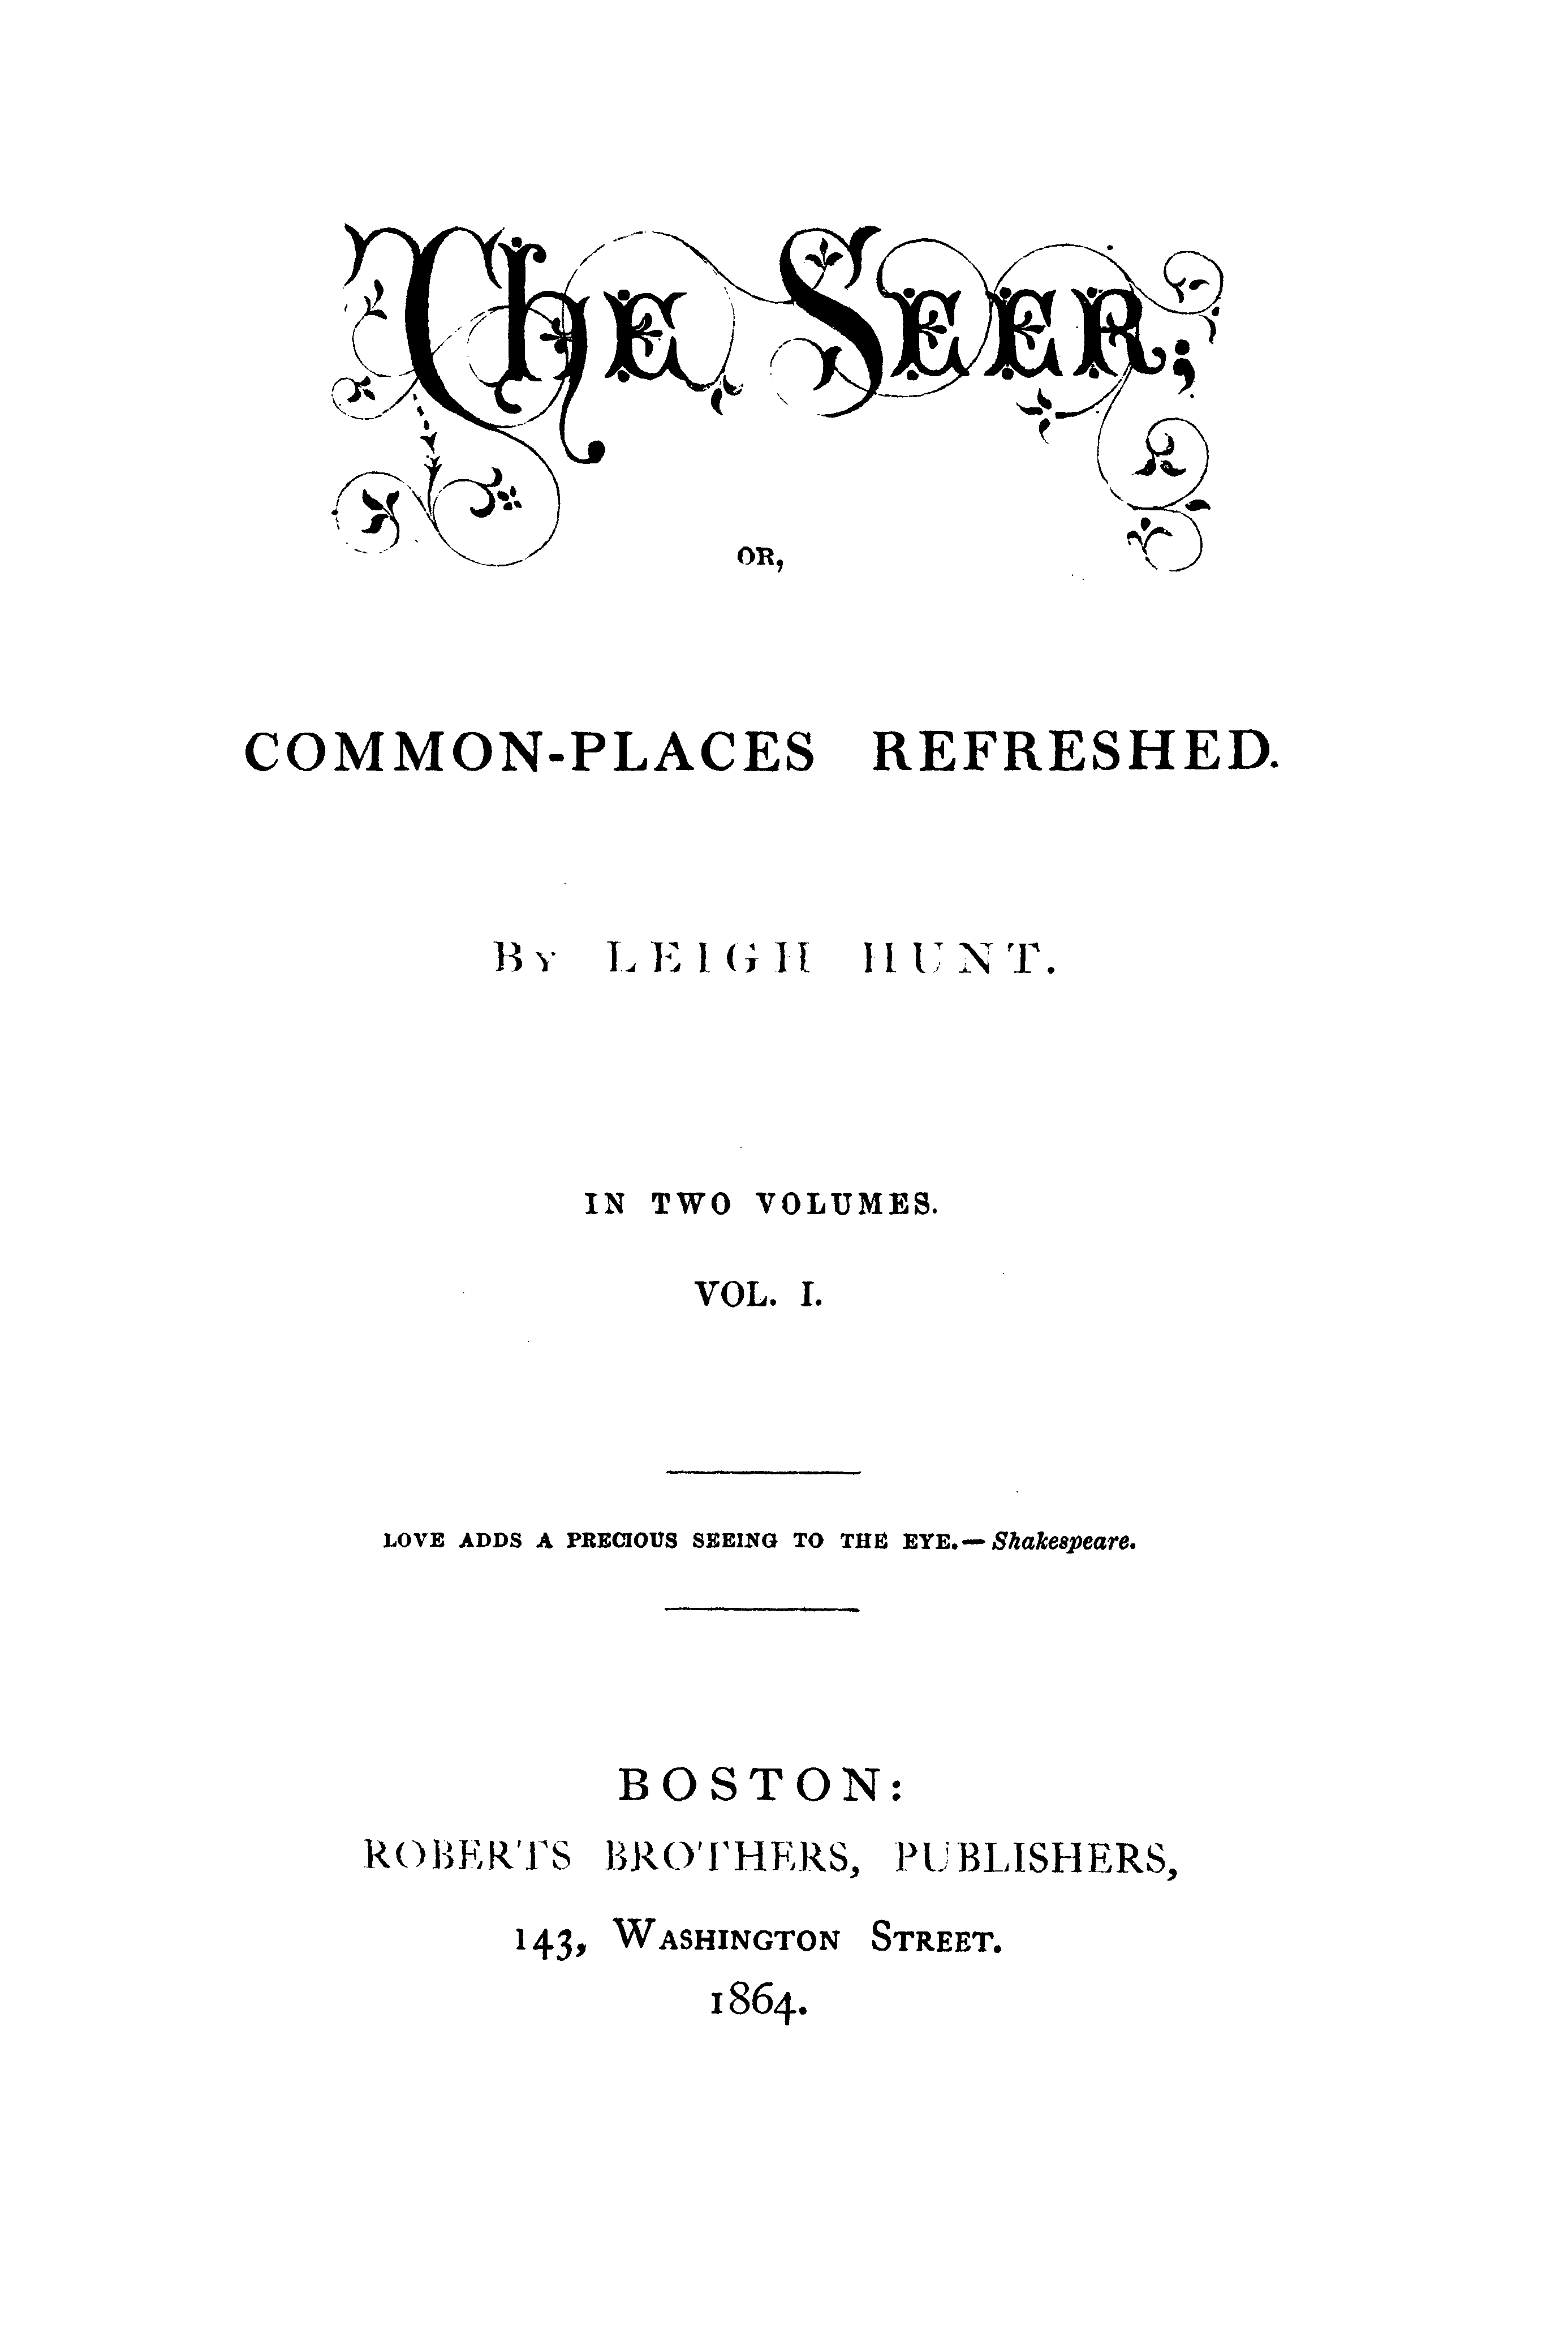 The Seer;
OR,
COMMON-PLACES REFRESHED.
By LEIGH HUNT.
IN TWO VOLUMES.
VOL. I.
LOVE ADDS A PRECIOUS SEEING TO THE EYE.—Shakespeare.
BOSTON:
ROBERTS BROTHERS, PUBLISHERS,
143, Washington Street.
1864.